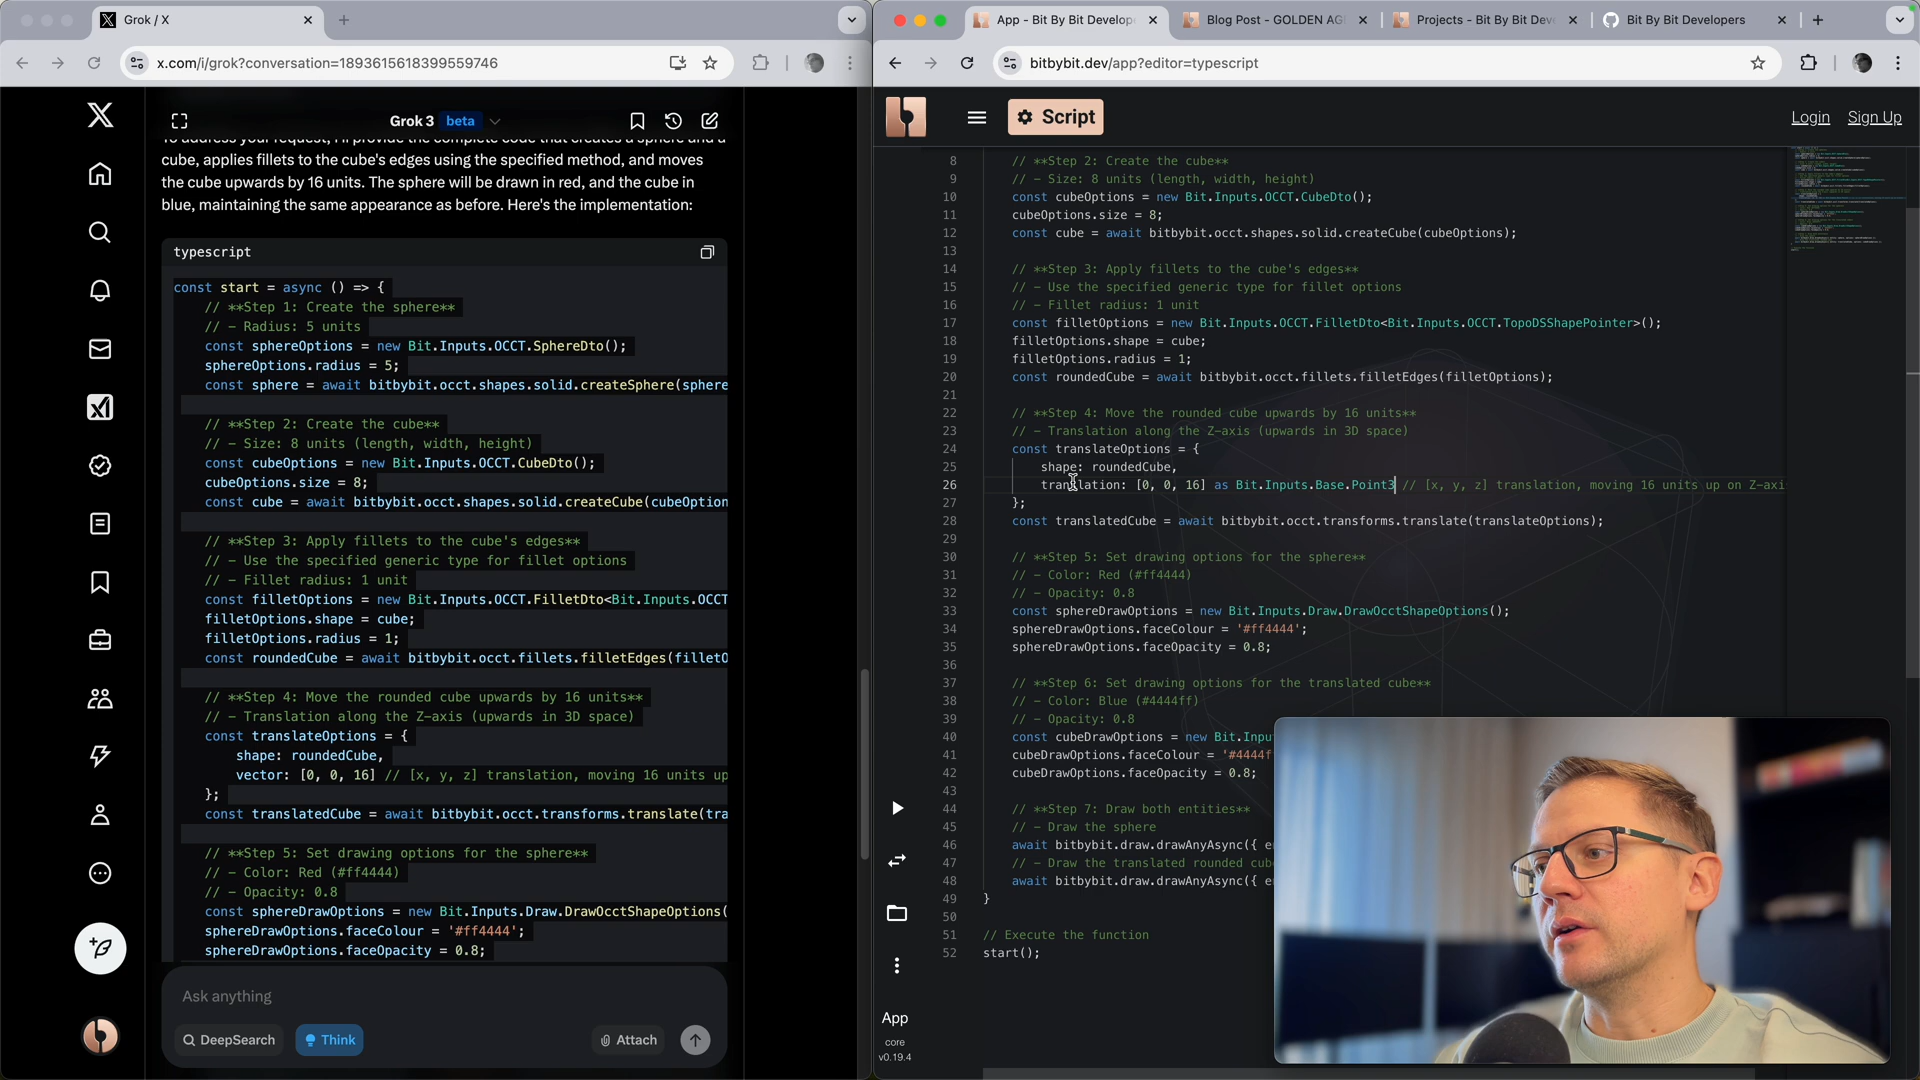 Grok / X
App - Bit By Bit Develop
Blog Post - GOLDEN AG
Projects - Bit By Bit Dev
Bit By Bit Developers
x.com/i/grok?conversation=1893615618399559746
bitbybit.dev/app?editor=typescript
Grok 3 beta
Script
Login
Sign Up
To address your request, I'll provide the complete code that creates a sphere and a
cube, applies fillets to the cube's edges using the specified method, and moves
the cube upwards by 16 units. The sphere will be drawn in red, and the cube in
blue, maintaining the same appearance as before. Here's the implementation:
typescript
const start = async () => {
// **Step 1: Create the sphere**
// - Radius: 5 units
const sphereOptions = new Bit.Inputs.OCCT.SphereDto();
sphereOptions.radius = 5;
const sphere = await bitbybit.occt.shapes.solid.createSphere(sphere
// **Step 2: Create the cube**
// - Size: 8 units (length, width, height)
const cubeOptions = new Bit.Inputs.OCCT.CubeDto();
cubeOptions.size = 8;
const cube = await bitbybit.occt.shapes.solid.createCube(cubeOption
// **Step 3: Apply fillets to the cube's edges**
// - Use the specified generic type for fillet options
// - Fillet radius: 1 unit
const filletOptions = new Bit.Inputs.OCCT.FilletDto<Bit.Inputs.OCCT
filletOptions.shape = cube;
filletOptions.radius = 1;
const roundedCube = await bitbybit.occt.fillets.filletEdges(filletO
// **Step 4: Move the rounded cube upwards by 16 units**
// - Translation along the Z-axis (upwards in 3D space)
const translateOptions = {
shape: roundedCube,
vector: [0, 0, 16] // [x, y, z] translation, moving 16 units up
};
const translatedCube = await bitbybit.occt.transforms.translate(tra
// **Step 5: Set drawing options for the sphere**
// - Color: Red (#ff4444)
// - Opacity: 0.8
const sphereDrawOptions = new Bit.Inputs.Draw.DrawOcctShapeOptions(
sphereDrawOptions.faceColour = '#ff4444';
sphereDrawOptions.faceOpacity = 0.8;
Ask anything
DeepSearch
Think
Attach
8 // **Step 2: Create the cube**
9 // - Size: 8 units (length, width, height)
10 const cubeOptions = new Bit.Inputs.OCCT.CubeDto();
11 cubeOptions.size = 8;
12 const cube = await bitbybit.occt.shapes.solid.createCube(cubeOptions);
13
14 // **Step 3: Apply fillets to the cube's edges**
15 // - Use the specified generic type for fillet options
16 // - Fillet radius: 1 unit
17 const filletOptions = new Bit.Inputs.OCCT.FilletDto<Bit.Inputs.OCCT.TopoDSShapePointer>();
18 filletOptions.shape = cube;
19 filletOptions.radius = 1;
20 const roundedCube = await bitbybit.occt.fillets.filletEdges(filletOptions);
21
22 // **Step 4: Move the rounded cube upwards by 16 units**
23 // - Translation along the Z-axis (upwards in 3D space)
24 const translateOptions = {
25 shape: roundedCube,
26 translation: [0, 0, 16] as Bit.Inputs.Base.Point3 // [x, y, z] translation, moving 16 units up on Z-axi
27 };
28 const translatedCube = await bitbybit.occt.transforms.translate(translateOptions);
29
30 // **Step 5: Set drawing options for the sphere**
31 // - Color: Red (#ff4444)
32 // - Opacity: 0.8
33 const sphereDrawOptions = new Bit.Inputs.Draw.DrawOcctShapeOptions();
34 sphereDrawOptions.faceColour = '#ff4444';
35 sphereDrawOptions.faceOpacity = 0.8;
36
37 // **Step 6: Set drawing options for the translated cube**
38 // - Color: Blue (#4444ff)
39 // - Opacity: 0.8
40 const cubeDrawOptions = new Bit.Inpu
41 cubeDrawOptions.faceColour = '#4444f
42 cubeDrawOptions.faceOpacity = 0.8;
43
44 // **Step 7: Draw both entities**
45 // - Draw the sphere
46 await bitbybit.draw.drawAnyAsync({ e
47 // - Draw the translated rounded cub
48 await bitbybit.draw.drawAnyAsync({ e
49 }
50
51 // Execute the function
52 start();
App
core
v0.19.4